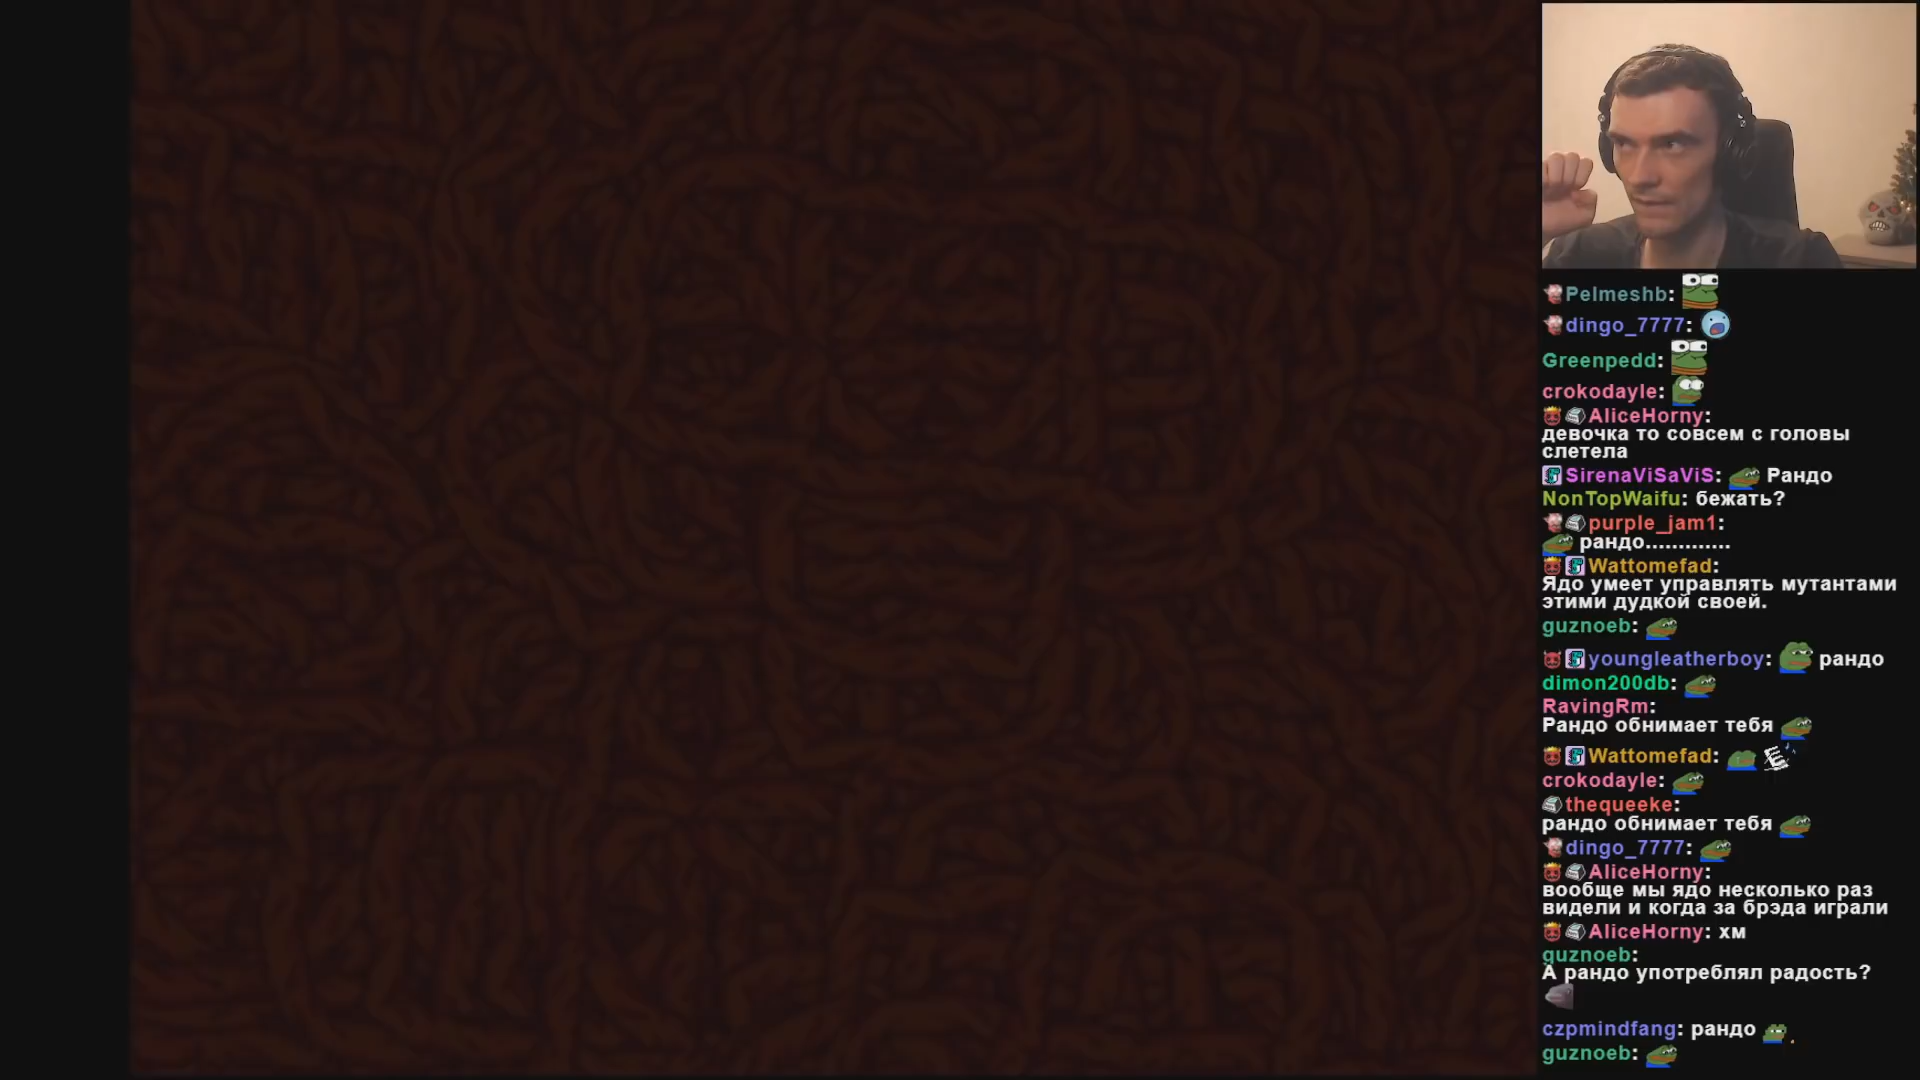 Pelmeshb:
dingo_7777:
Greenpedd:
crokodayle:
AliceHorny:
девочка то совсем с головы
слетела
SirenaViSaViS: Рандо
NonTopWaifu: бежать?
purple_jam1:
рандо.............
Wattomefad:
Ядо умеет управлять мутантами
этими дудкой своей.
guznoeb:
youngleatherboy: рандо
dimon200db:
RavingRm:
Рандо обнимает тебя
Wattomefad:
crokodayle:
thequeeke:
рандо обнимает тебя
dingo_7777:
AliceHorny:
вообще мы ядо несколько раз
видели и когда за брэда играли
AliceHorny: хм
guznoeb:
А рандо употреблял радость?
czpmindfang: рандо
guznoeb: